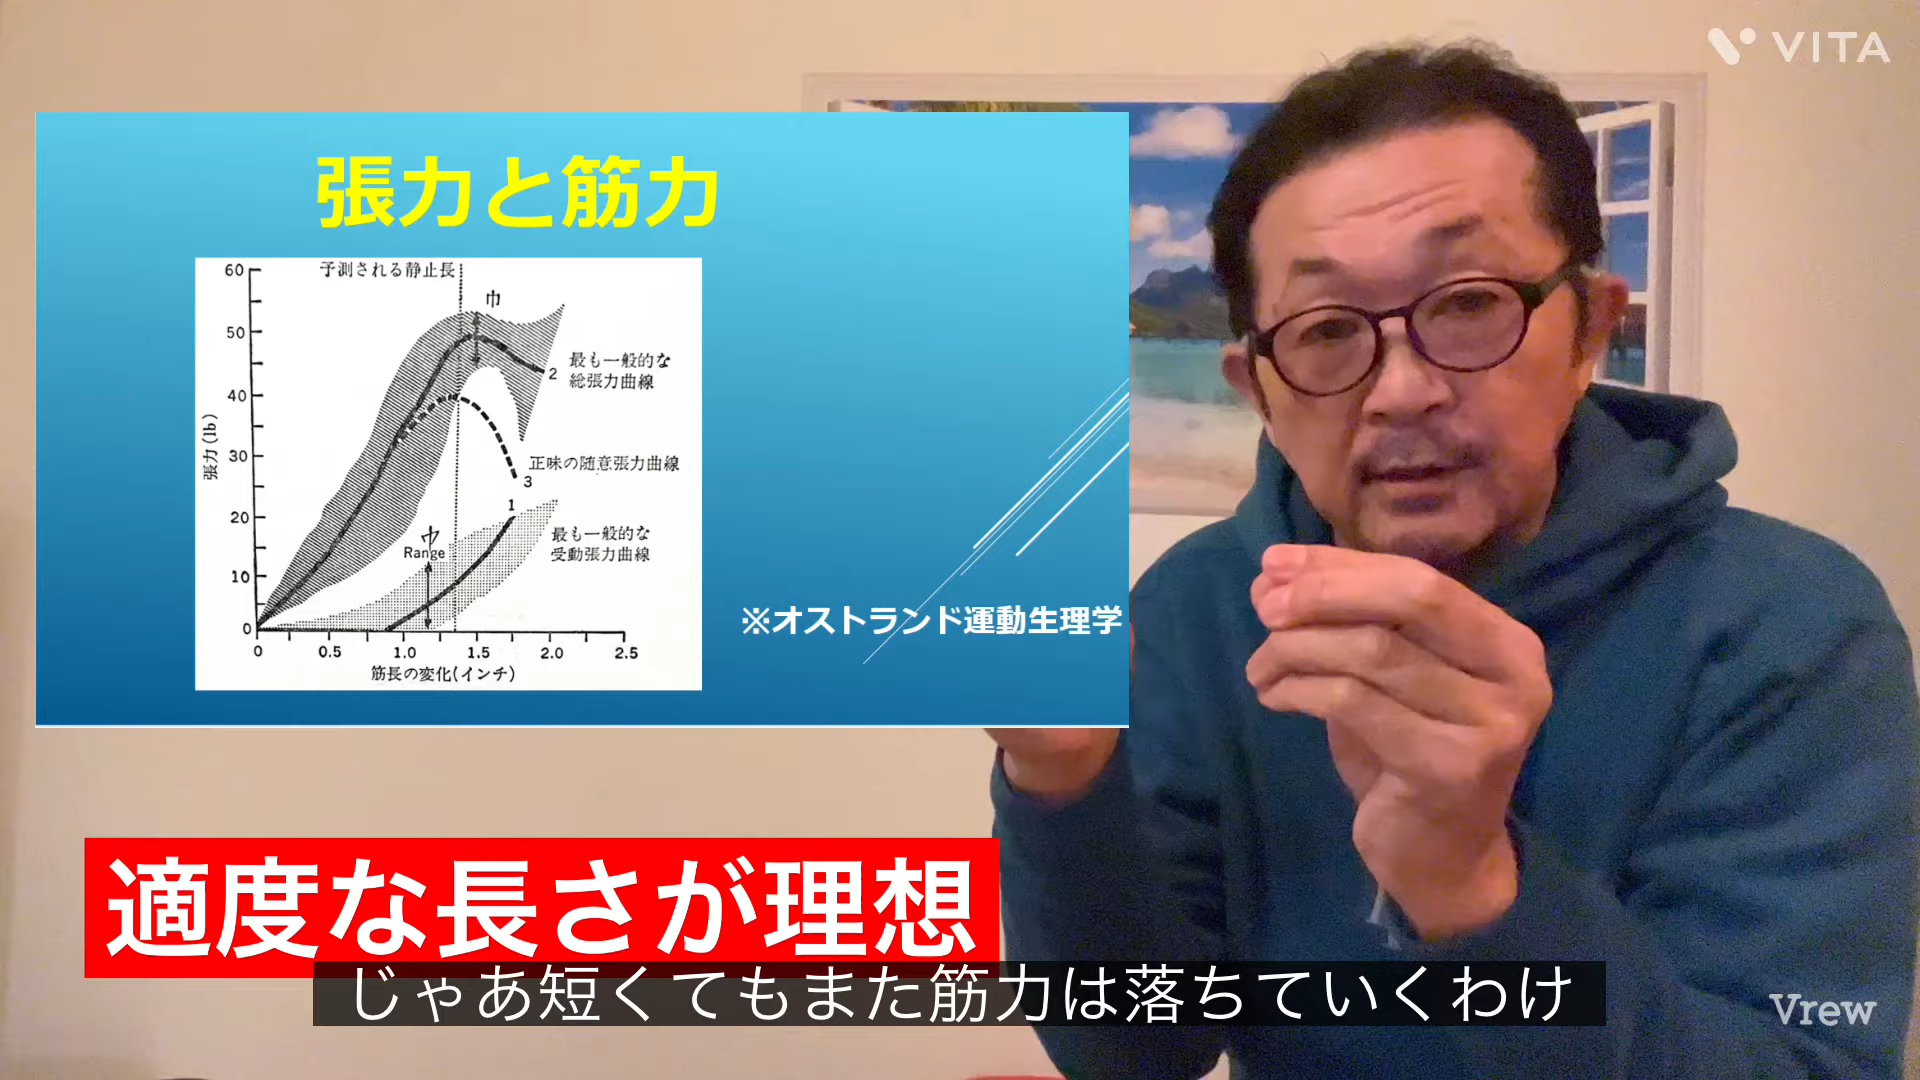 VITA
張力と筋力
予測される静止長
巾
60
50
40
30
20
10
0
張力(lb)
最も一般的な
総張力曲線
2
正味の随意張力曲線
3
1
巾
Range
最も一般的な
受動張力曲線
0
0.5
1.0
1.5
2.0
2.5
筋長の変化(インチ)
※オストランド運動生理学
適度な長さが理想
じゃあ短くてもまた筋力は落ちていくわけ
Vrew